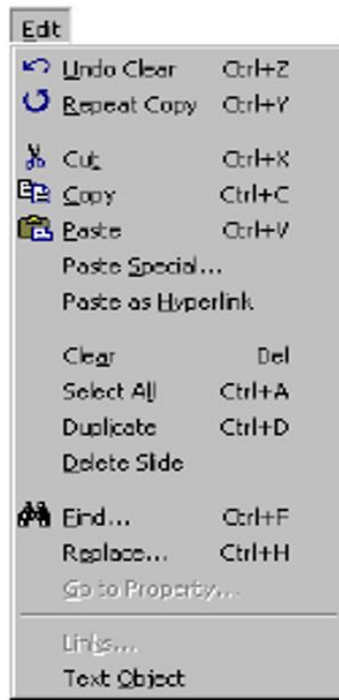 Edit
Undo Clear Ctrl+Z
Repeat Copy Ctrl+Y
Cut Ctrl+X
Copy Ctrl+C
Paste Ctrl+V
Paste Special...
Paste as Hyperlink
Clear Del
Select All Ctrl+A
Duplicate Ctrl+D
Delete Slide
Find... Ctrl+F
Replace... Ctrl+H
Go to Property...
Links...
Text Object